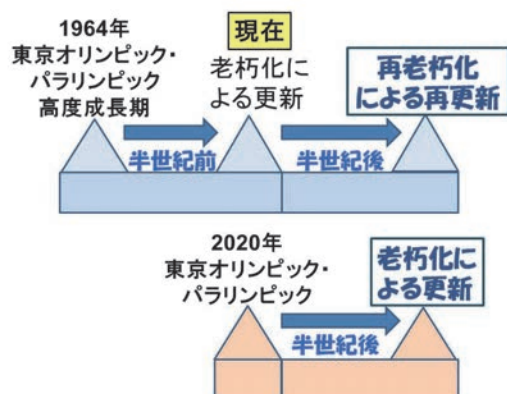 1964年
東京オリンピック・
パラリンピック
高度成長期
現在
老朽化に
よる更新
再老朽化
による再更新
半世紀前
半世紀後
2020年
東京オリンピック・
パラリンピック
老朽化に
よる更新
半世紀後